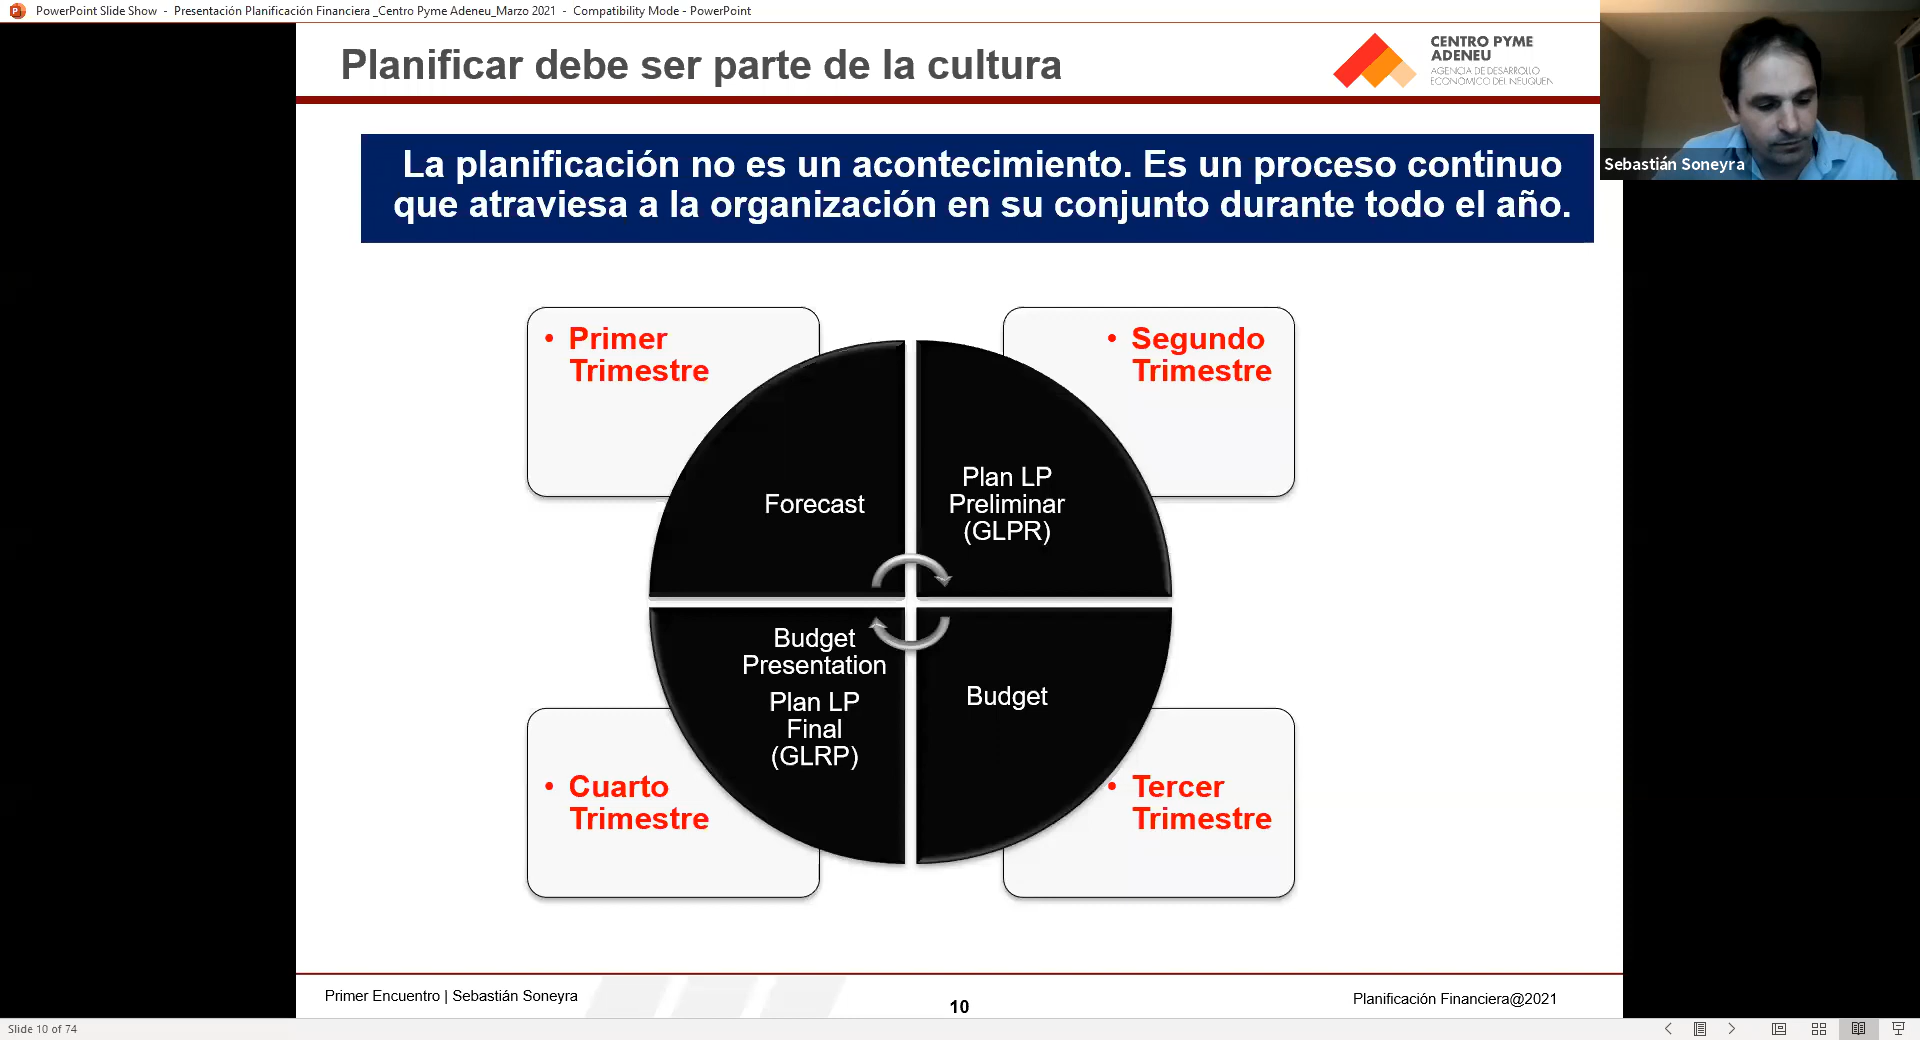 PowerPoint Slide Show - Presentación Planificación Financiera _Centro Pyme Adeneu_Marzo 2021 - Compatibility Mode - PowerPoint
Planificar debe ser parte de la cultura
CENTRO PYME
ADENEU
AGENCIA DE DESARROLLO
ECONOMICO DEL NEUQUEN
Sebastián Soneyra
La planificación no es un acontecimiento. Es un proceso continuo
que atraviesa a la organización en su conjunto durante todo el año.
• Primer
Trimestre
• Segundo
Trimestre
Forecast
Plan LP
Preliminar
(GLPR)
Budget
Presentation
Plan LP
Final
(GLRP)
Budget
• Cuarto
Trimestre
• Tercer
Trimestre
Primer Encuentro | Sebastián Soneyra
10
Planificación Financiera@2021
Slide 10 of 74